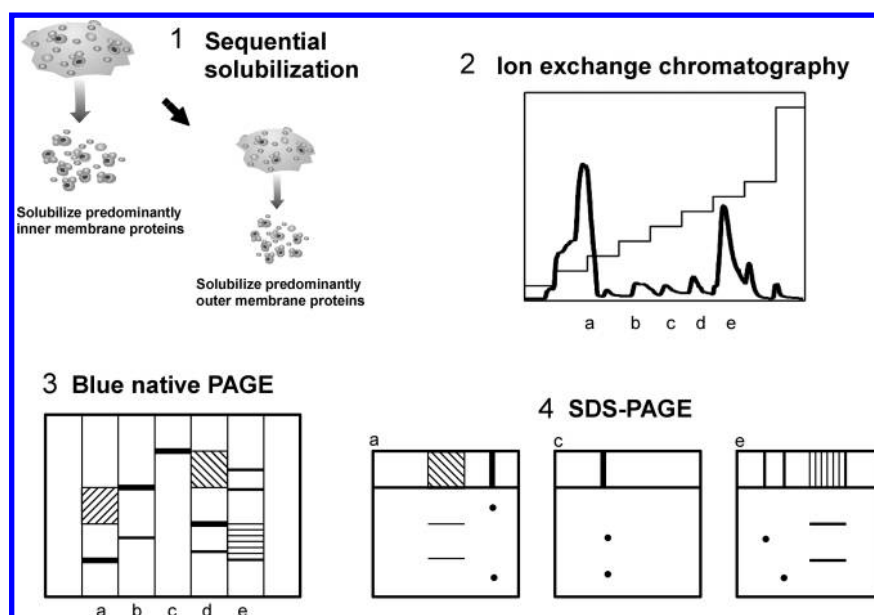 1 Sequential
solubilization
Solubilize predominantly
inner membrane proteins
Solubilize predominantly
outer membrane proteins
2 Ion exchange chromatography
a b c d e
3 Blue native PAGE
a b c d e
4 SDS-PAGE
a c e